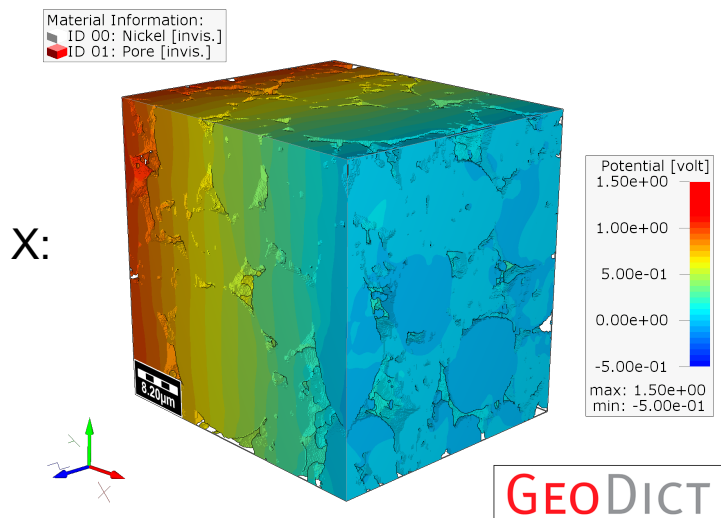 Material Information:
ID 00: Nickel [invis.]
ID 01: Pore [invis.]
X:
Potential [volt]
1.50e+00
1.00e+00
5.00e-01
0.00e+00
-5.00e-01
max: 1.50e+00
min: -5.00e-01
8.20µm
Y
Z
X
GEODICT